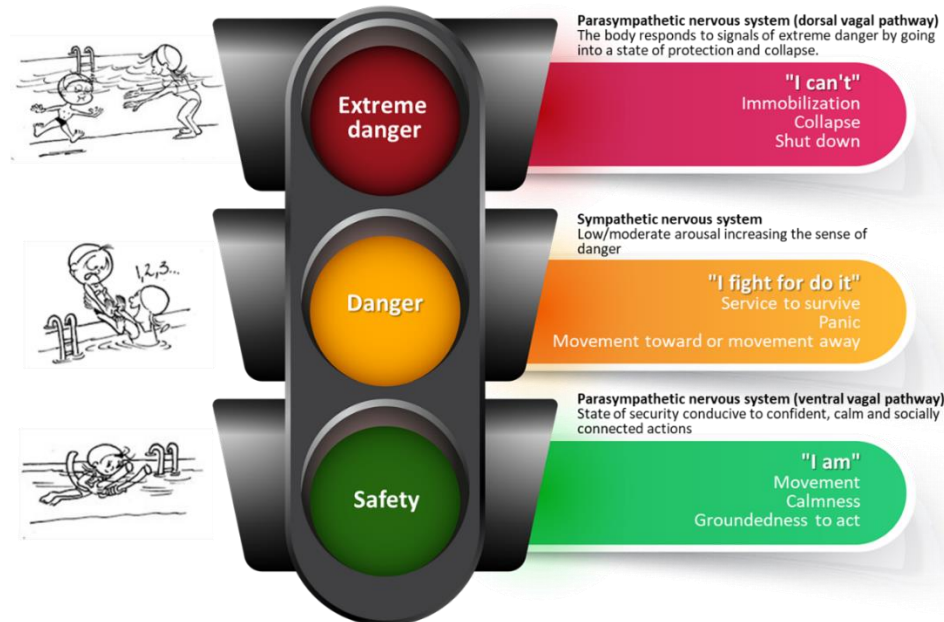 Parasympathetic nervous system (dorsal vagal pathway)
The body responds to signals of extreme danger by going
into a state of protection and collapse.
Extreme
danger
"I can't"
Immobilization
Collapse
Shut down
Sympathetic nervous system
Low/moderate arousal increasing the sense of
danger
1,2,3...
Danger
"I fight for do it"
Service to survive
Panic
Movement toward or movement away
Parasympathetic nervous system (ventral vagal pathway)
State of security conducive to confident, calm and socially
connected actions
Safety
"I am"
Movement
Calmness
Groundedness to act